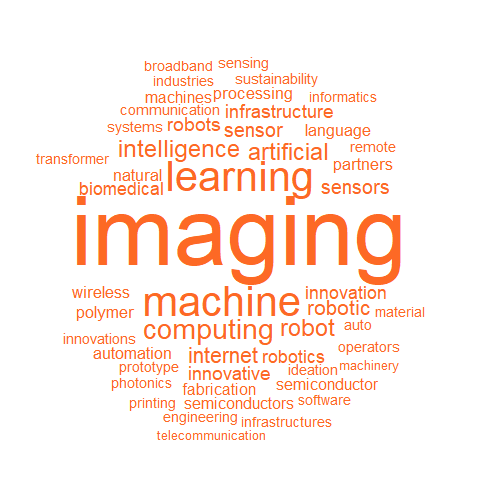 broadband sensing
industries sustainability
machines processing informatics
communication infrastructure
systems robots sensor language
intelligence artificial remote
transformer partners
natural learning
biomedical sensors
imaging
wireless machine innovation
polymer robotic material
innovations computing robot auto
automation internet robotics operators
prototype innovative ideation machinery
photonics fabrication semiconductor
printing semiconductors software
engineering infrastructures
telecommunication